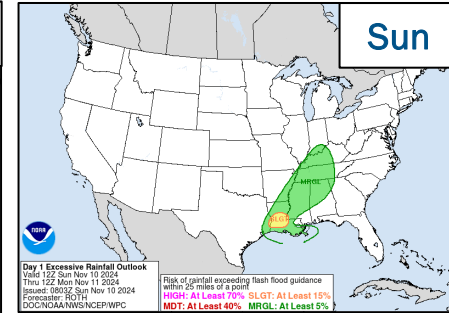 Sun
MRGL
SLGT
NOAA
Day 1 Excessive Rainfall Outlook
Valid 12Z Sun Nov 10 2024
Thru 12Z Mon Nov 11 2024
Issued: 0803Z Sun Nov 10 2024
Forecaster: ROTH
DOC/NOAA/NWS/NCEP/WPC
Risk of rainfall exceeding flash flood guidance
within 25 miles of a point
HIGH: At Least 70% SLGT: At Least 15%
MDT: At Least 40% MRGL: At Least 5%